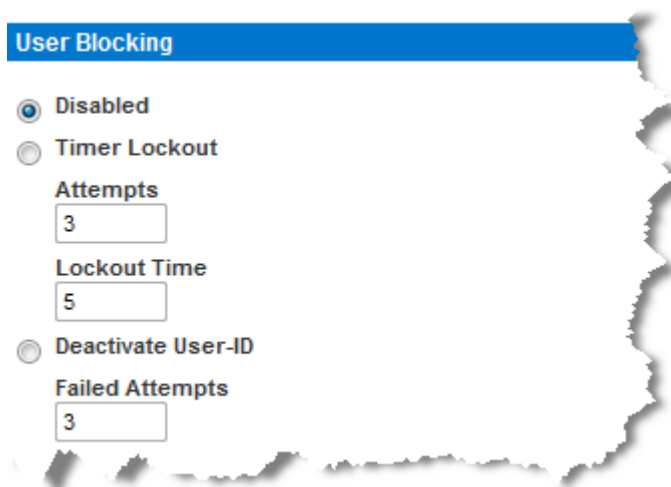 User Blocking
Disabled
Timer Lockout
Attempts
3
Lockout Time
5
Deactivate User-ID
Failed Attempts
3